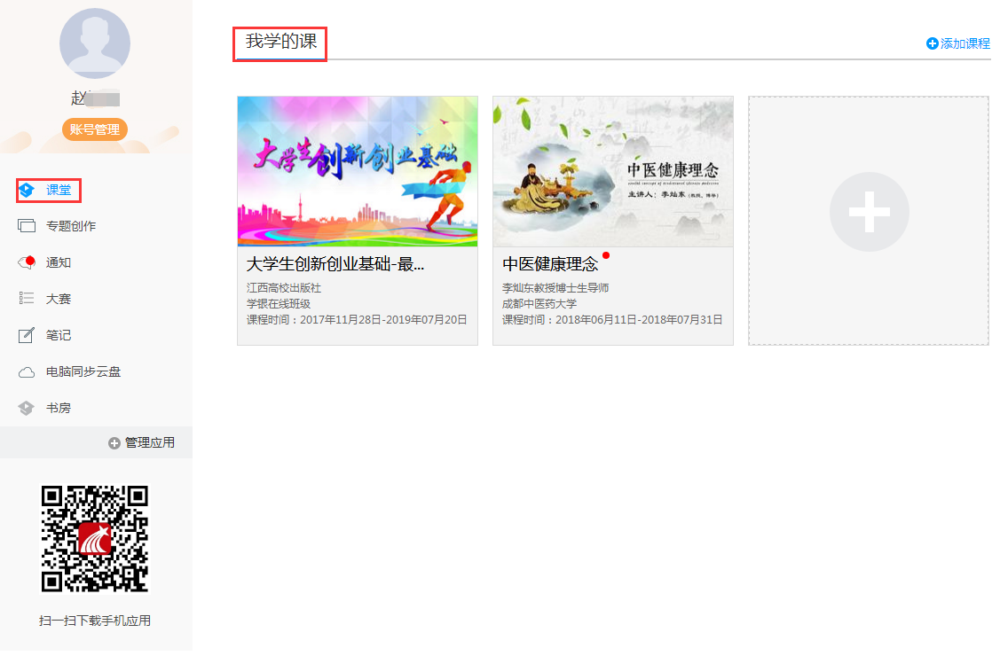 赵
账号管理
课堂
专题创作
通知
大赛
笔记
电脑同步云盘
书房
管理应用
扫一扫下载手机应用
我学的课
添加课程
大学生创新创业基础
大学生创新创业基础-最...
江西高校出版社
学银在线班级
课程时间：2017年11月28日-2019年07月20日
中医健康理念
主讲人：李灿东（教授、博导）
中医健康理念
李灿东教授博士生导师
成都中医药大学
课程时间：2018年06月11日-2018年07月31日